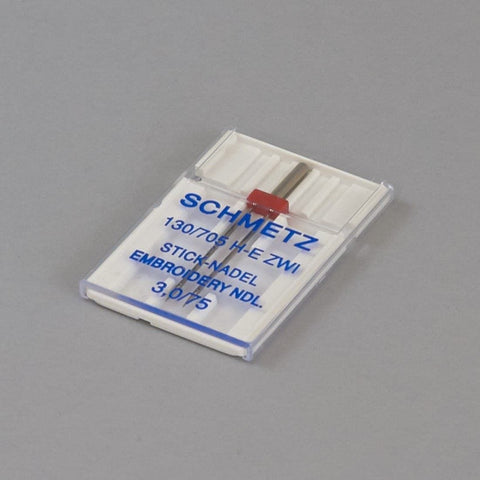 SCHMETZ
130/705 H-E ZWI
STICK-NADEL
EMBROIDERY NDL.
3,0/75